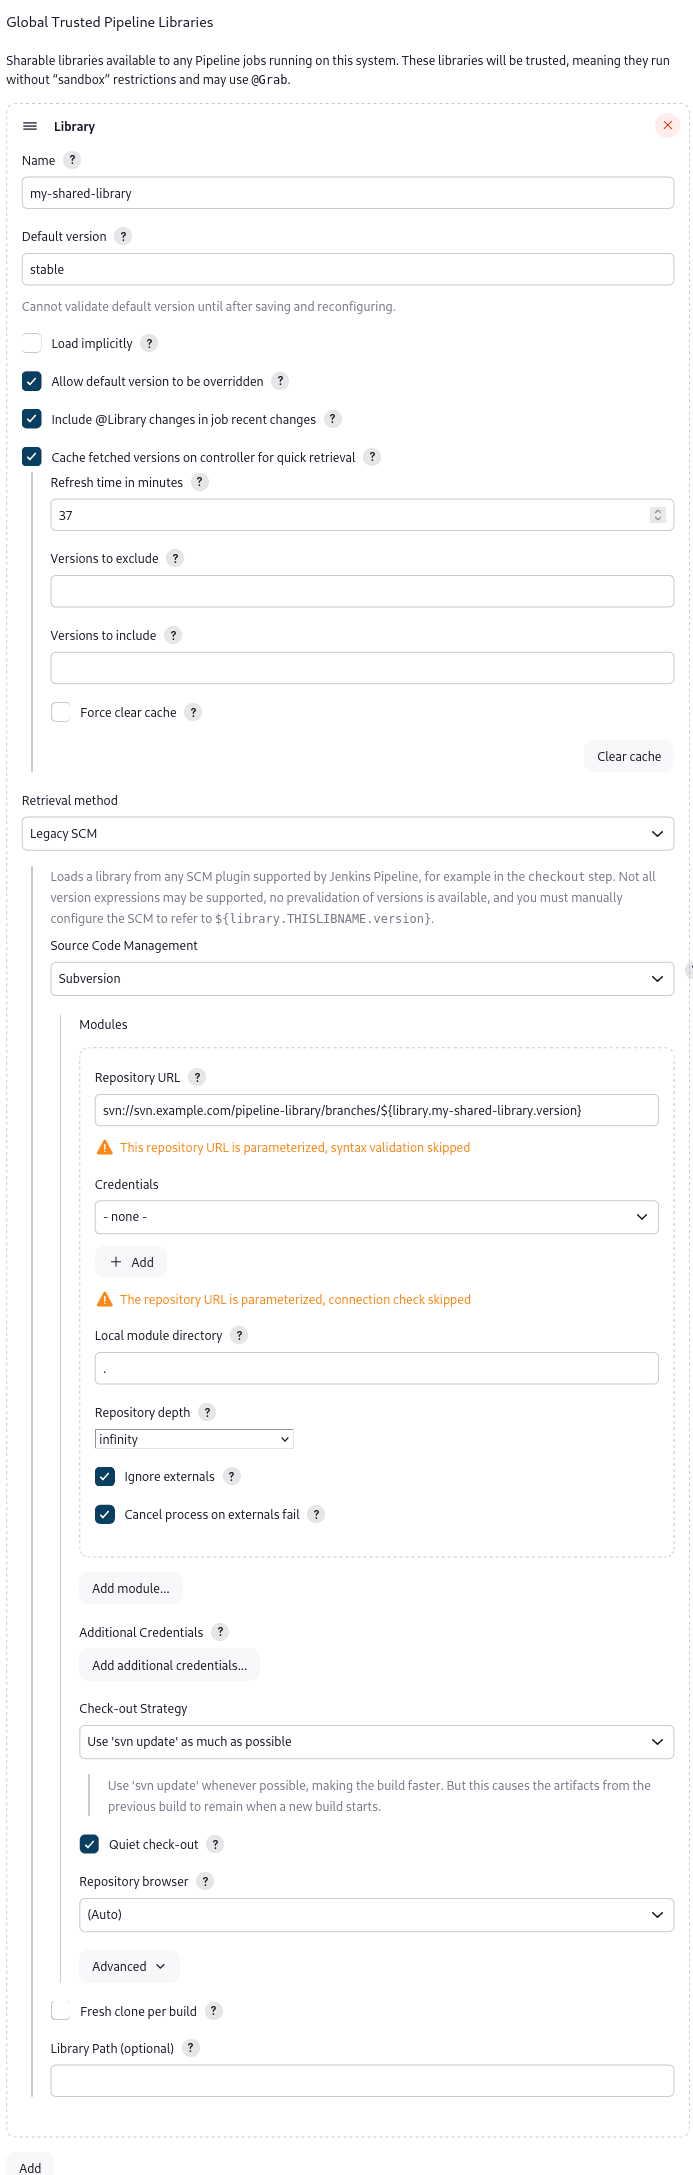 Global Trusted Pipeline Libraries
Sharable libraries available to any Pipeline jobs running on this system. These libraries will be trusted, meaning they run
without “sandbox” restrictions and may use @Grab.
Library
Name ?
my-shared-library
Default version ?
stable
Cannot validate default version until after saving and reconfiguring.
Load implicitly ?
Allow default version to be overridden ?
Include @Library changes in job recent changes ?
Cache fetched versions on controller for quick retrieval ?
Refresh time in minutes ?
37
Versions to exclude ?
Versions to include ?
Force clear cache ?
Clear cache
Retrieval method
Legacy SCM
Loads a library from any SCM plugin supported by Jenkins Pipeline, for example in the checkout step. Not all
version expressions may be supported, no prevalidation of versions is available, and you must manually
configure the SCM to refer to ${library.THISLIBNAME.version}.
Source Code Management
Subversion
Modules
Repository URL ?
svn://svn.example.com/pipeline-library/branches/${library.my-shared-library.version}
This repository URL is parameterized, syntax validation skipped
Credentials
- none -
+ Add
The repository URL is parameterized, connection check skipped
Local module directory ?
.
Repository depth ?
infinity
Ignore externals ?
Cancel process on externals fail ?
Add module...
Additional Credentials ?
Add additional credentials...
Check-out Strategy
Use 'svn update' as much as possible
Use 'svn update' whenever possible, making the build faster. But this causes the artifacts from the
previous build to remain when a new build starts.
Quiet check-out ?
Repository browser ?
(Auto)
Advanced
Fresh clone per build ?
Library Path (optional) ?
Add